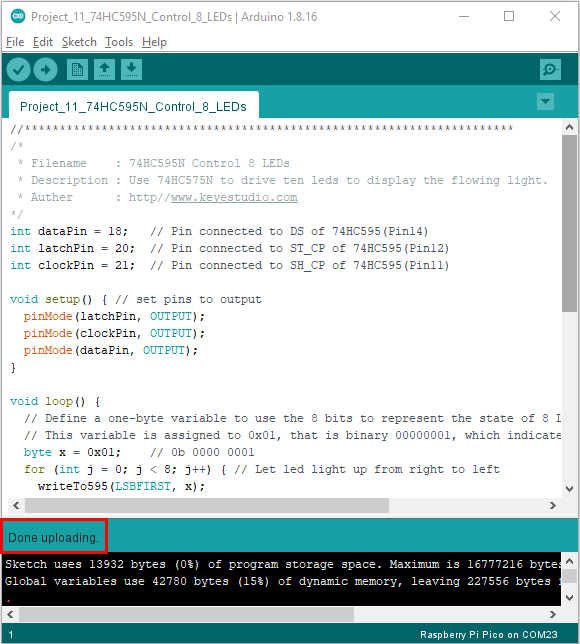 Project_11_74HC595N_Control_8_LEDs | Arduino 1.8.16
File Edit Sketch Tools Help
Project_11_74HC595N_Control_8_LEDs
//**********************************************************************
/*
 * Filename    : 74HC595N Control 8 LEDs
 * Description : Use 74HC575N to drive ten leds to display the flowing light.
 * Auther      : http//www.keyestudio.com
*/
int dataPin = 18;   // Pin connected to DS of 74HC595(Pin14)
int latchPin = 20;  // Pin connected to ST_CP of 74HC595(Pin12)
int clockPin = 21;  // Pin connected to SH_CP of 74HC595(Pin11)
void setup() { // set pins to output
  pinMode(latchPin, OUTPUT);
  pinMode(clockPin, OUTPUT);
  pinMode(dataPin, OUTPUT);
}
void loop() {
  // Define a one-byte variable to use the 8 bits to represent the state of 8 L
  // This variable is assigned to 0x01, that is binary 00000001, which indicate
  byte x = 0x01;    // 0b 0000 0001
  for (int j = 0; j < 8; j++) { // Let led light up from right to left
    writeTo595(LSBFIRST, x);
Done uploading.
Sketch uses 13932 bytes (0%) of program storage space. Maximum is 16777216 bytes
Global variables use 42780 bytes (15%) of dynamic memory, leaving 227556 bytes
.
1 Raspberry Pi Pico on COM23